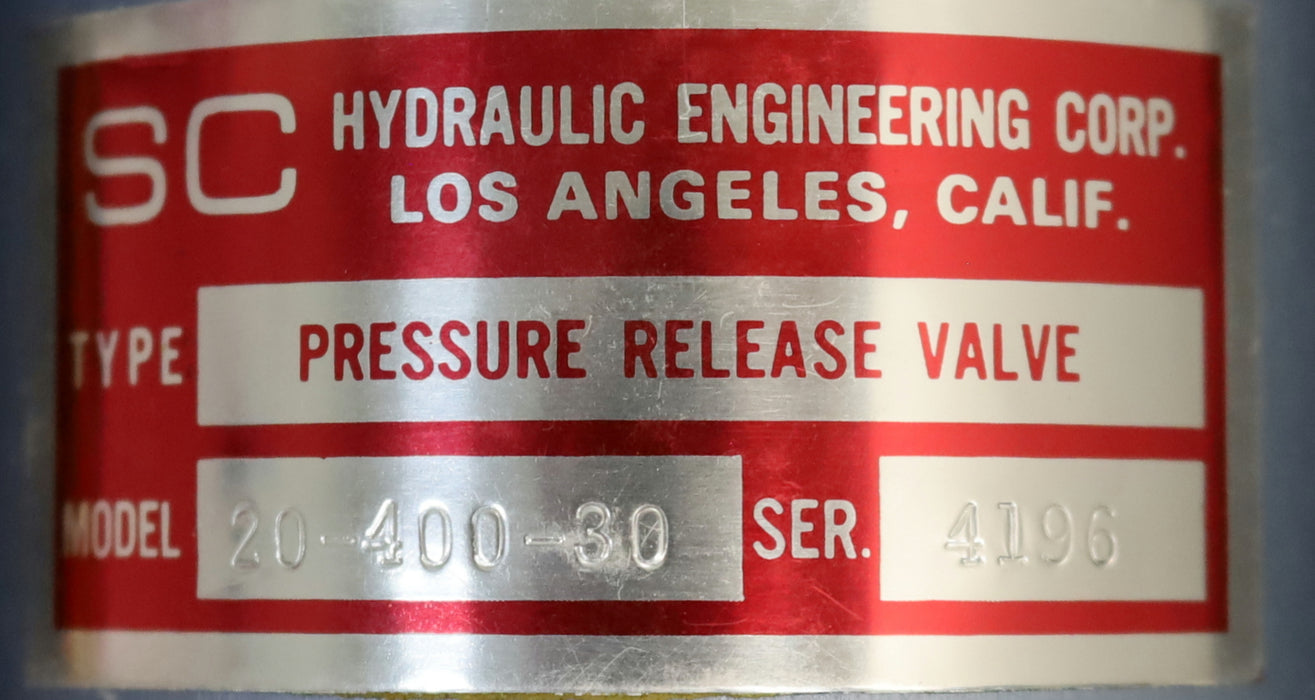 SC HYDRAULIC ENGINEERING CORP.
LOS ANGELES, CALIF.
TYPE PRESSURE RELEASE VALVE
MODEL 20-400-30 SER. 4196